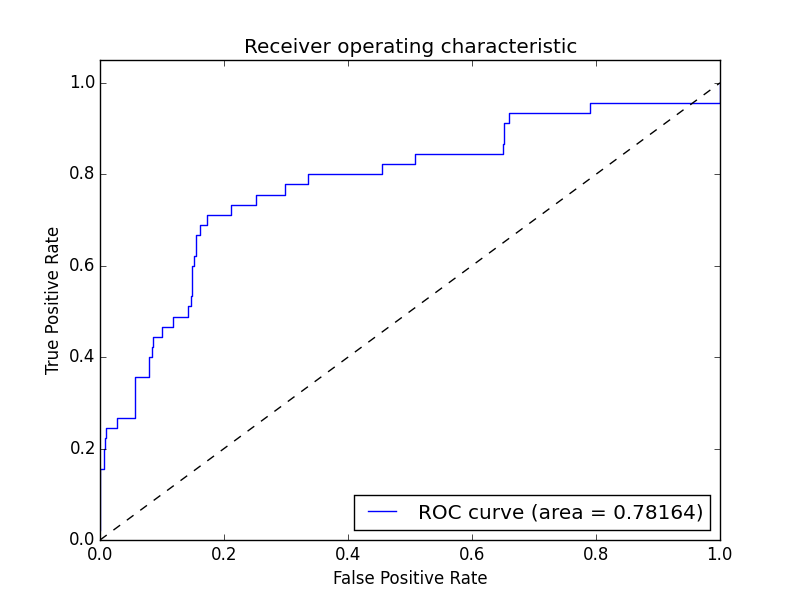 Receiver operating characteristic
1.0
0.8
0.6
0.4
0.2
0.0
True Positive Rate
ROC curve (area = 0.78164)
0.0 0.2 0.4 0.6 0.8 1.0
False Positive Rate